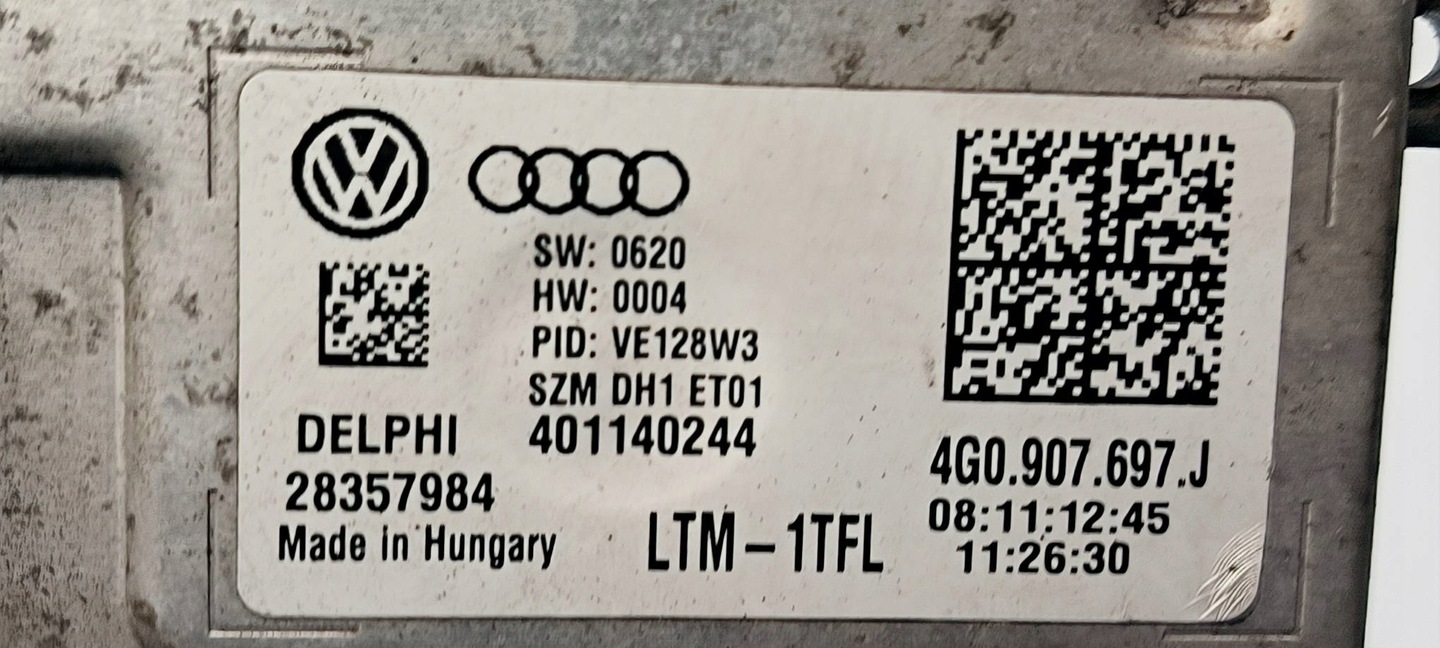 SW: 0620
HW: 0004
PID: VE128W3
SZM DH1 ET01
401140244
DELPHI
28357984
Made in Hungary
LTM-1TFL
4G0.907.697.J
08:11:12:45
11:26:30